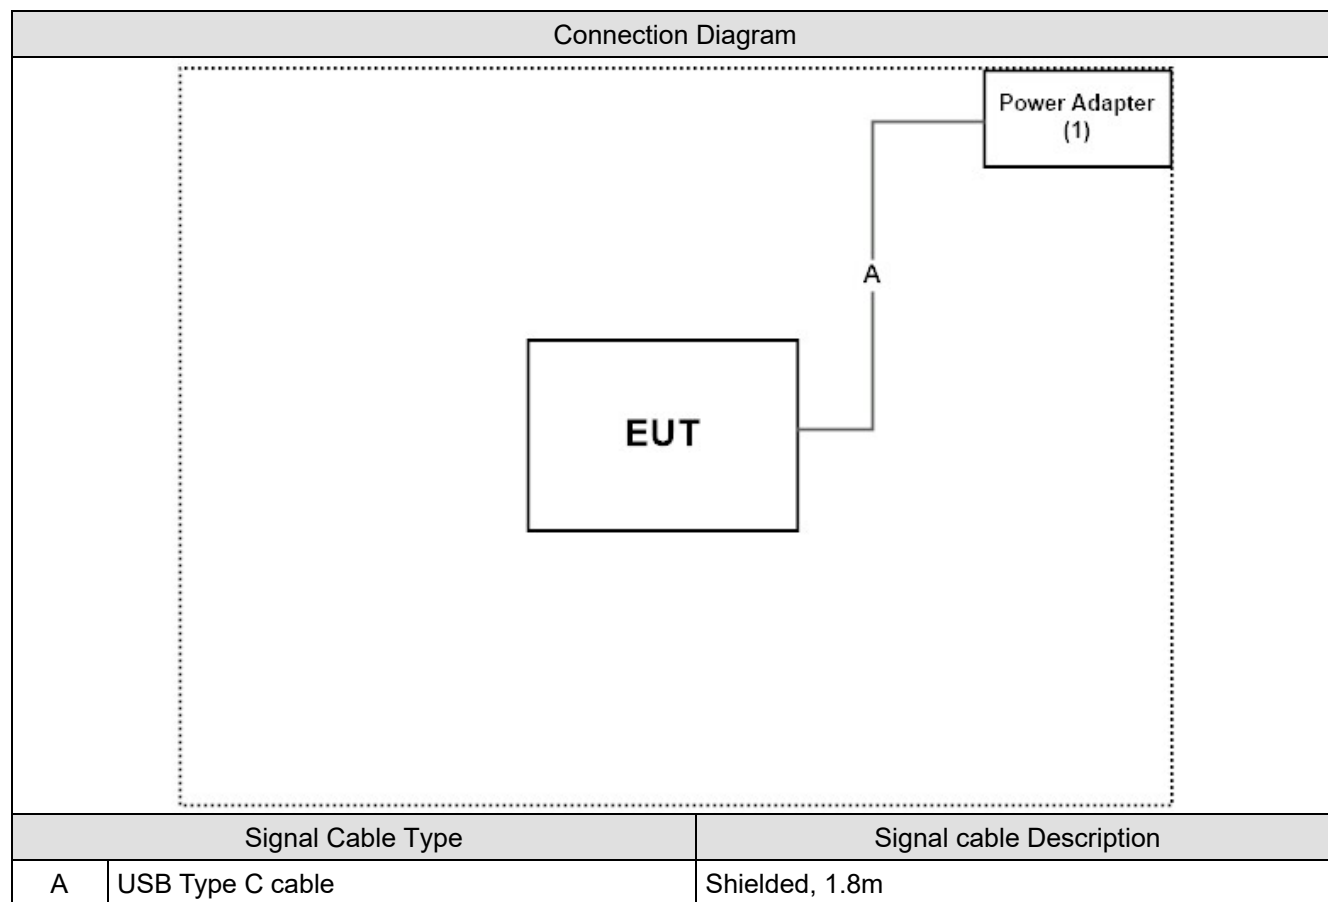 Connection Diagram
Power Adapter
(1)
A
EUT
Signal Cable Type Signal cable Description
A USB Type C cable Shielded, 1.8m